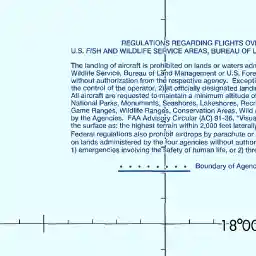 REGULATIONS REGARDING FLIGHTS OV
U.S. FISH AND WILDLIFE SERVICE AREAS, BUREAU OF L
The landing of aircraft is prohibited on lands or waters adm
Wildlife Service, Bureau of Land Management or U.S. Fore
without authorization from the respective agency. Excepti
the control of the operator, 2) at officially designated landin
All aircraft are requested to maintain a minimum altitude o
National Parks, Monuments, Seashores, Lakeshores, Recr
Game Ranges, Wildlife Ranges, Conservation Areas, Wild a
by the Agencies. FAA Advisory Circular (AC) 91-36, "Visua
the surface as: the highest terrain within 2,000 feet laterally
Federal regulations also prohibit airdrops by parachute or
on lands administered by the four agencies without author
1) emergencies involving the safety of human life, or 2) thre
Boundary of Agenc
18°00